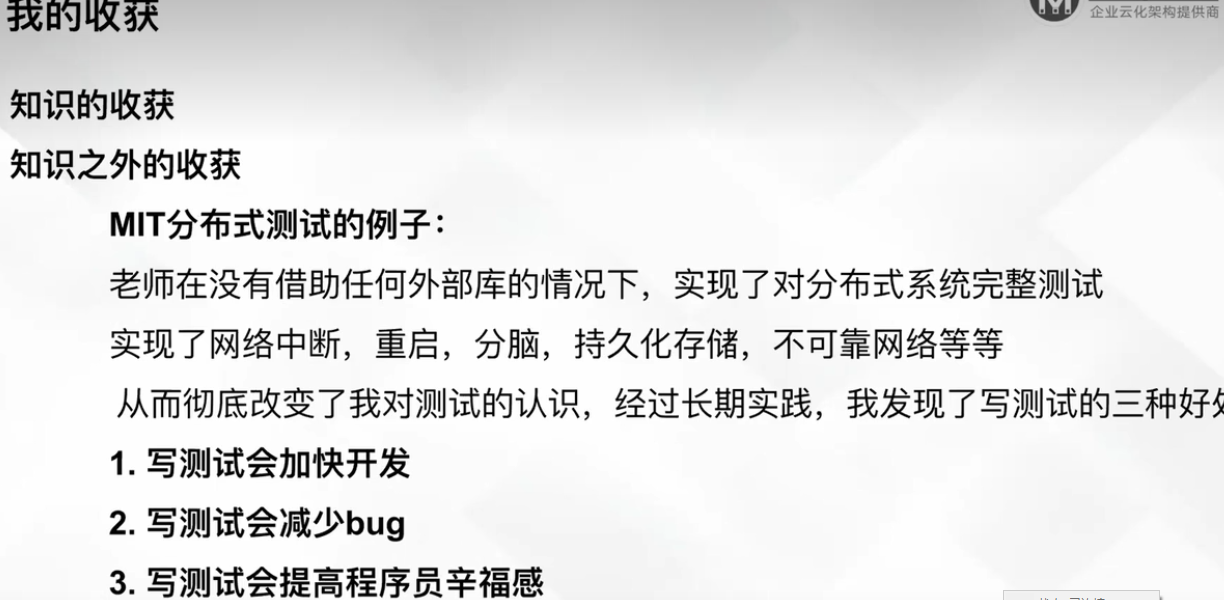 我的收获
企业云化架构提供商
知识的收获
知识之外的收获
MIT分布式测试的例子：
老师在没有借助任何外部库的情况下，实现了对分布式系统完整测试
实现了网络中断，重启，分脑，持久化存储，不可靠网络等等
从而彻底改变了我对测试的认识，经过长期实践，我发现了写测试的三种好处
1. 写测试会加快开发
2. 写测试会减少bug
3. 写测试会提高程序员辛福感